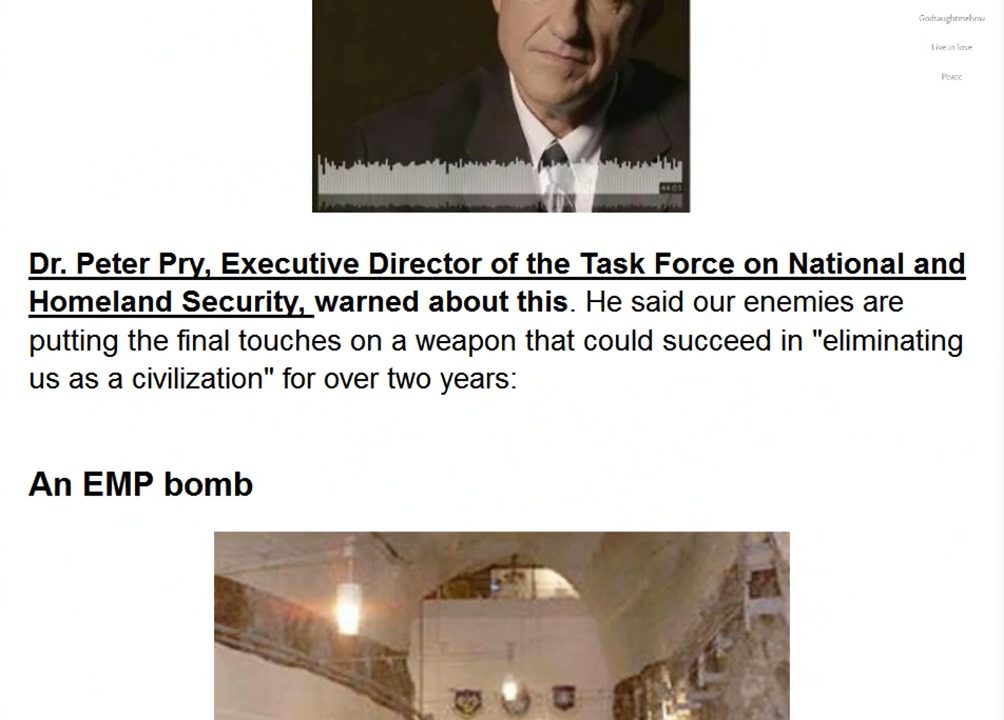 Godtaughtmehow
Live in love
Peace
44:03
Dr. Peter Pry, Executive Director of the Task Force on National and
Homeland Security, warned about this. He said our enemies are
putting the final touches on a weapon that could succeed in "eliminating
us as a civilization" for over two years:
An EMP bomb